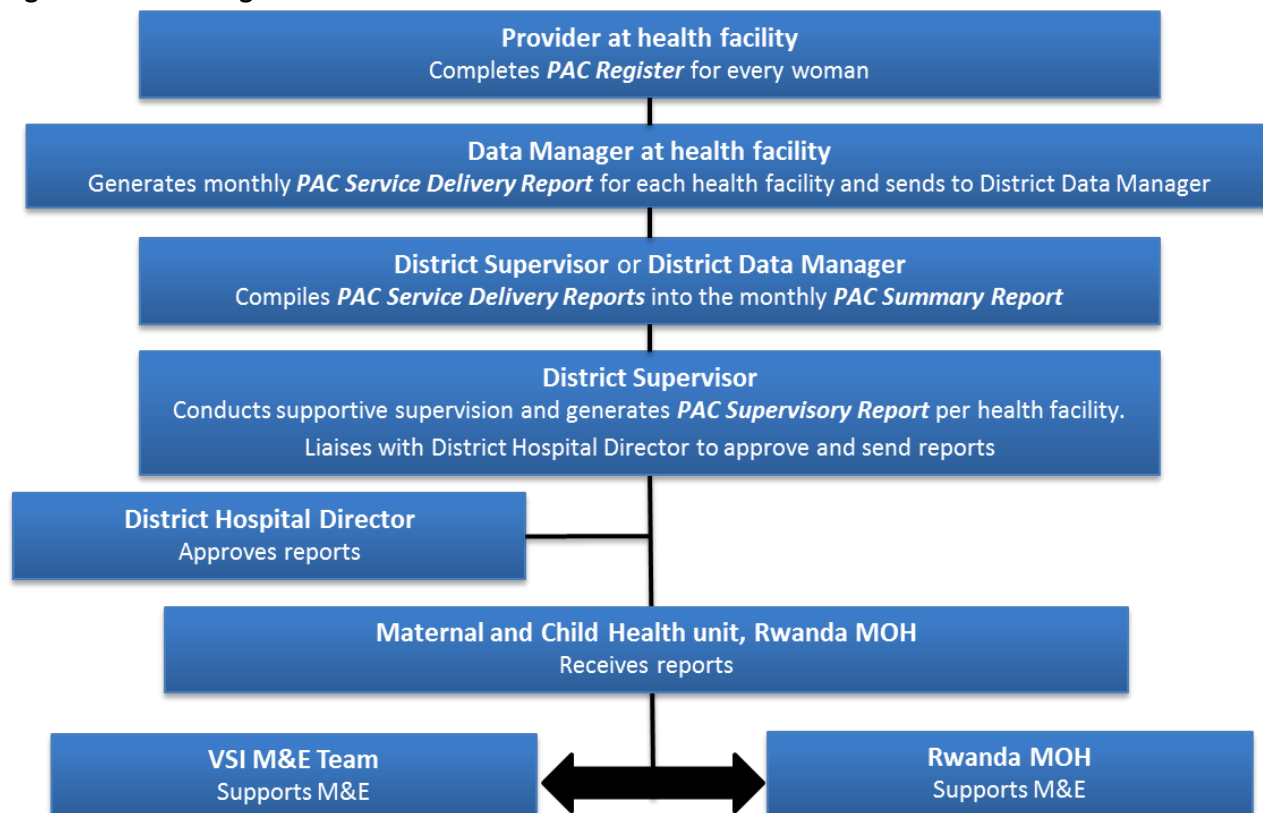 Provider at health facility
Completes PAC Register for every woman
Data Manager at health facility
Generates monthly PAC Service Delivery Report for each health facility and sends to District Data Manager
District Supervisor or District Data Manager
Compiles PAC Service Delivery Reports into the monthly PAC Summary Report
District Supervisor
Conducts supportive supervision and generates PAC Supervisory Report per health facility.
Liaises with District Hospital Director to approve and send reports
District Hospital Director
Approves reports
Maternal and Child Health unit, Rwanda MOH
Receives reports
VSI M&E Team
Supports M&E
Rwanda MOH
Supports M&E